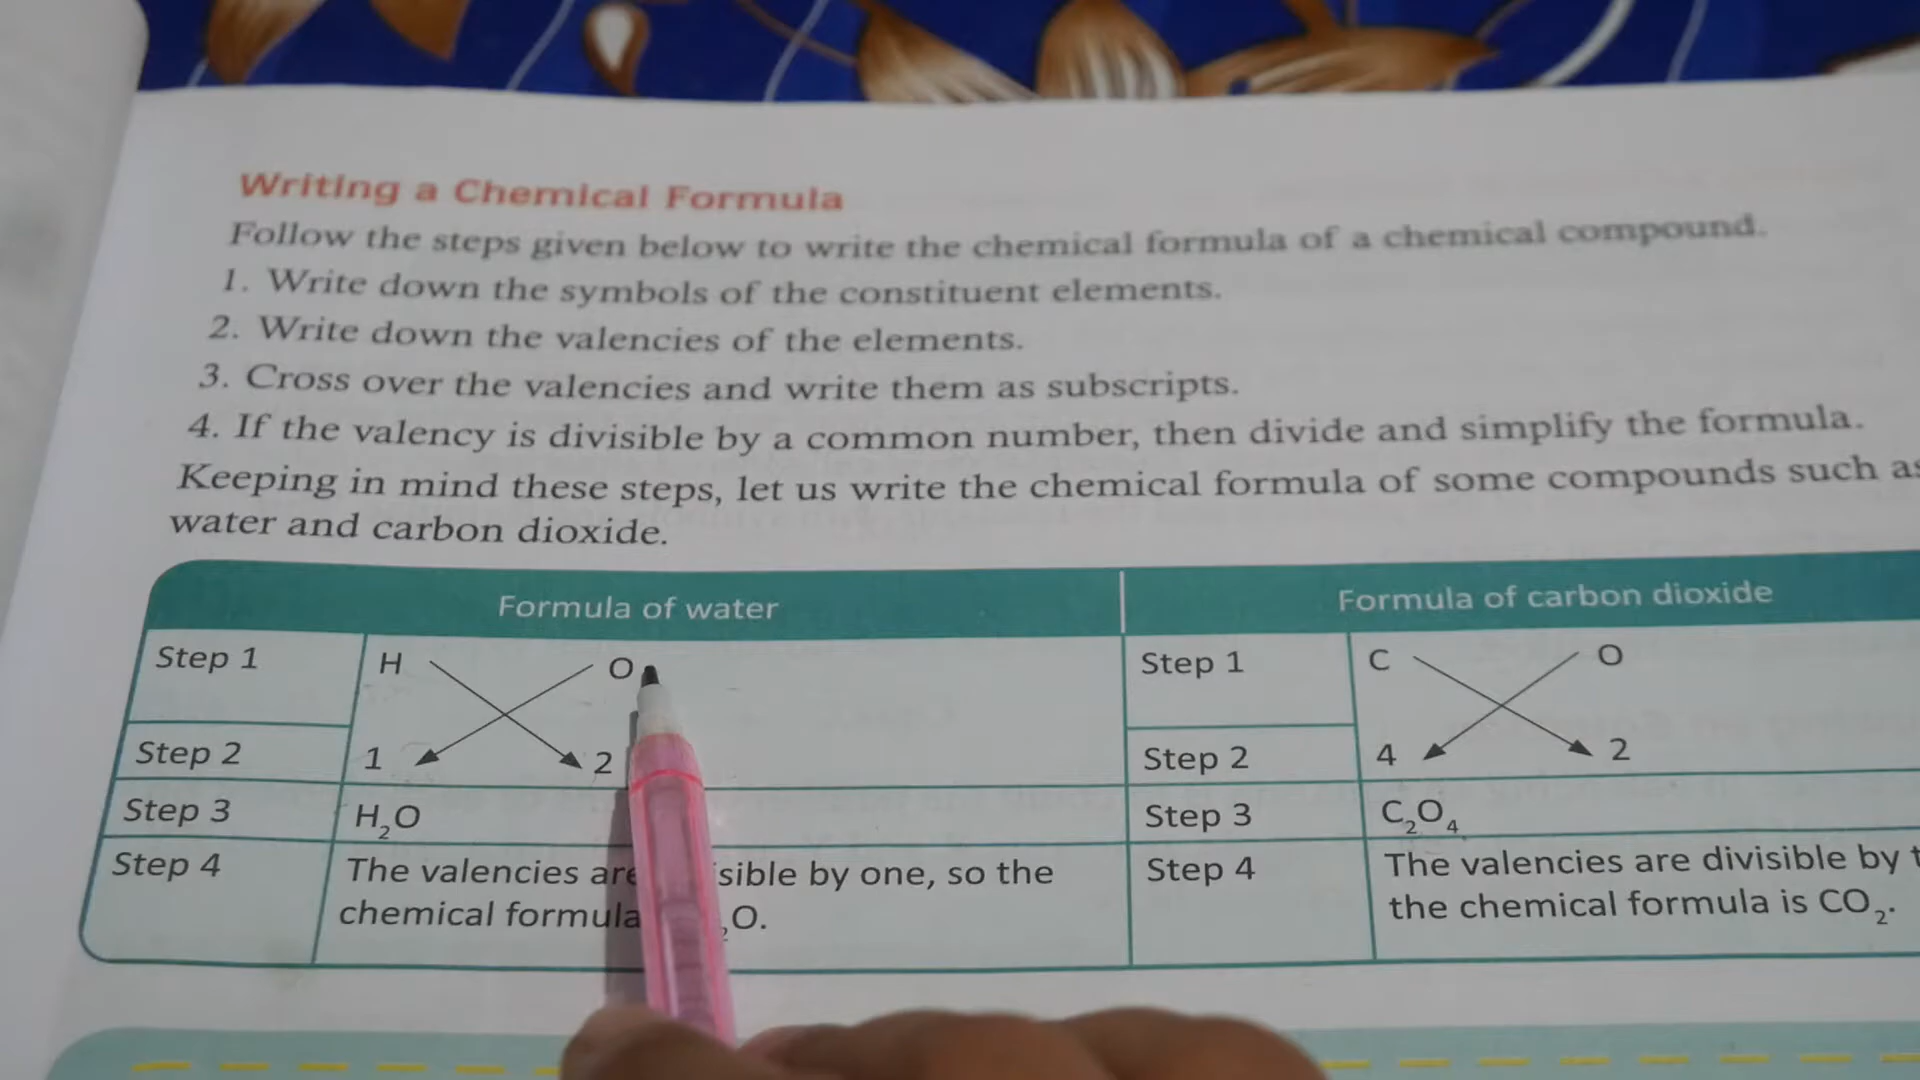 Writing a Chemical Formula
Follow the steps given below to write the chemical formula of a chemical compound.
1. Write down the symbols of the constituent elements.
2. Write down the valencies of the elements.
3. Cross over the valencies and write them as subscripts.
4. If the valency is divisible by a common number, then divide and simplify the formula.
Keeping in mind these steps, let us write the chemical formula of some compounds such as
water and carbon dioxide.
Formula of water
Step 1 H O
Step 2 1 2
Step 3 H₂O
Step 4 The valencies are sible by one, so the
chemical formula ₂O.
Formula of carbon dioxide
Step 1 C O
Step 2 4 2
Step 3 C₂O₄
Step 4 The valencies are divisible by
the chemical formula is CO₂.